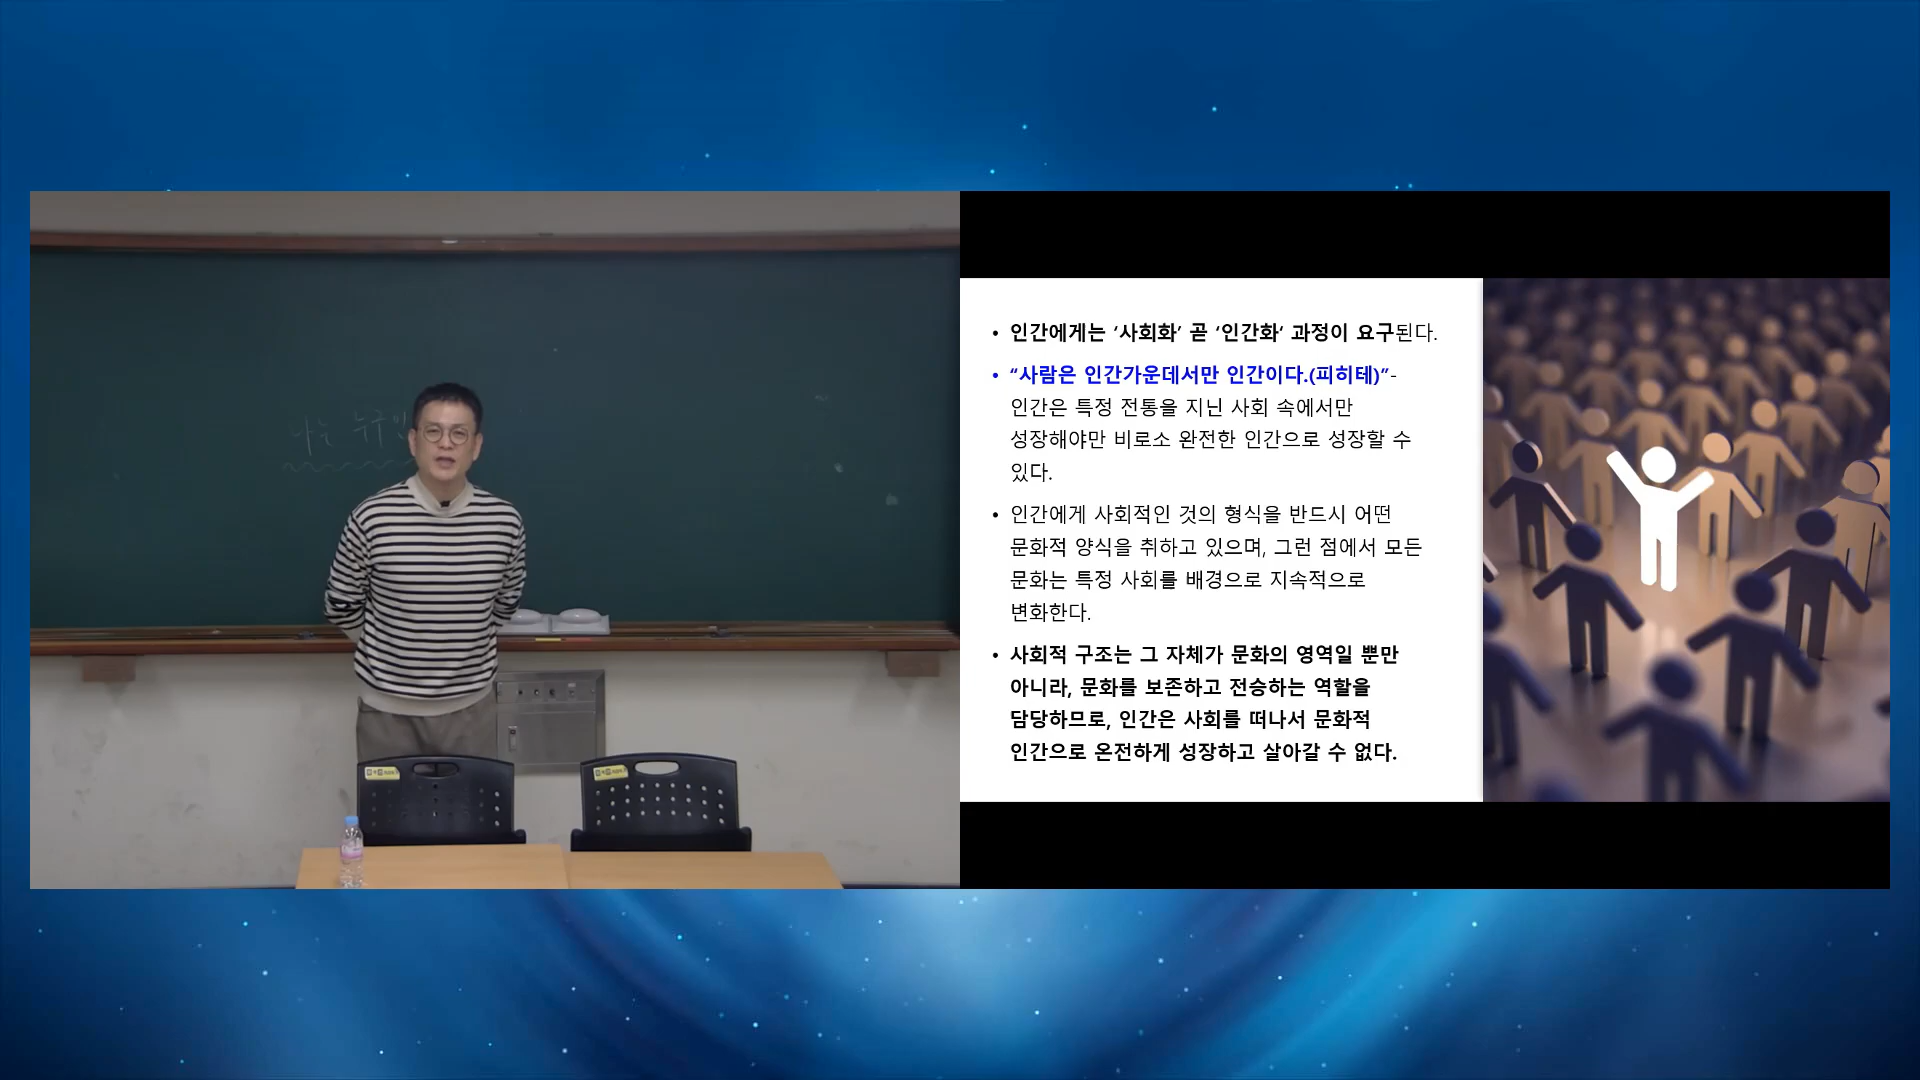 나는 누구인
• 인간에게는 ‘사회화’ 곧 ‘인간화‘ 과정이 요구된다.
• “사람은 인간가운데서만 인간이다.(피히테)”-
인간은 특정 전통을 지닌 사회 속에서만
성장해야만 비로소 완전한 인간으로 성장할 수
있다.
• 인간에게 사회적인 것의 형식을 반드시 어떤
문화적 양식을 취하고 있으며, 그런 점에서 모든
문화는 특정 사회를 배경으로 지속적으로
변화한다.
• 사회적 구조는 그 자체가 문화의 영역일 뿐만
아니라, 문화를 보존하고 전승하는 역할을
담당하므로, 인간은 사회를 떠나서 문화적
인간으로 온전하게 성장하고 살아갈 수 없다.